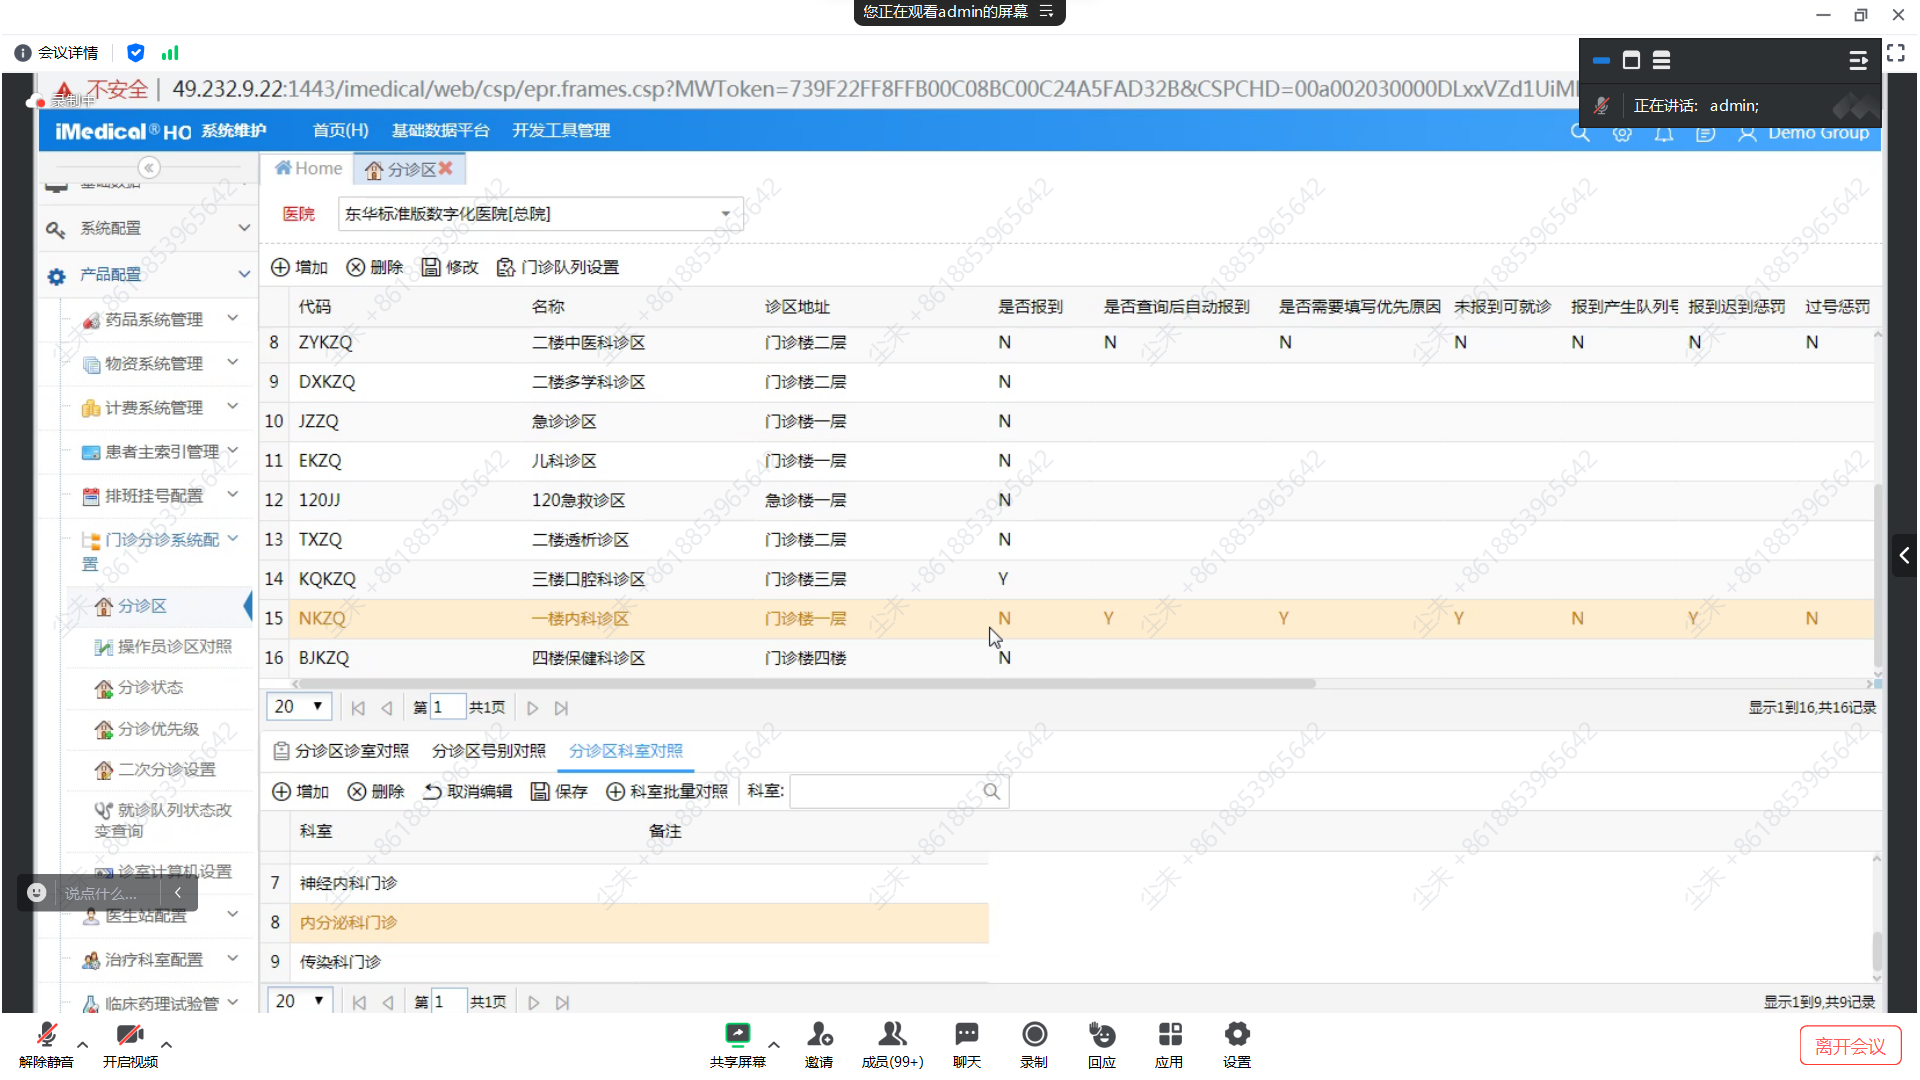 您正在观看admin的屏幕
会议详情
不安全 49.232.9.22:1443/imedical/web/csp/epr.frames.csp?MWToken=739F22FF8FFB00C08BC00C24A5FAD32B&CSPCHD=00a002030000DLxxVZd1UiMI
录制中
正在讲话: admin;
iMedical® HO 系统维护 首页(H) 基础数据平台 开发工具管理 Demo Group
Home 分诊区
基础数据
系统配置
产品配置
药品系统管理
物资系统管理
计费系统管理
患者主索引管理
排班挂号配置
门诊分诊系统配
置
分诊区
操作员诊区对照
分诊状态
分诊优先级
二次分诊设置
就诊队列状态改
变查询
诊室计算机设置
医生站配置
治疗科室配置
临床药理试验管
说点什么...
医院 东华标准版数字化医院[总院]
增加 删除 修改 门诊队列设置
代码 名称 诊区地址 是否报到 是否查询后自动报到 是否需要填写优先原因 未报到可就诊 报到产生队列号 报到迟到惩罚 过号惩罚
8 ZYKZQ 二楼中医科诊区 门诊楼二层 N N N N N N N
9 DXKZQ 二楼多学科诊区 门诊楼二层 N
10 JZZQ 急诊诊区 门诊楼一层 N
11 EKZQ 儿科诊区 门诊楼一层 N
12 120JJ 120急救诊区 急诊楼一层 N
13 TXZQ 二楼透析诊区 门诊楼二层 N
14 KQKZQ 三楼口腔科诊区 门诊楼三层 Y
15 NKZQ 一楼内科诊区 门诊楼一层 N Y Y Y N Y N
16 BJKZQ 四楼保健科诊区 门诊楼四楼 N
20 第 1 共1页 显示1到16,共16记录
分诊区诊室对照 分诊区号别对照 分诊区科室对照
增加 删除 取消编辑 保存 科室批量对照 科室:
科室 备注
7 神经内科门诊
8 内分泌科门诊
9 传染科门诊
20 第 1 共1页 显示1到9,共9记录
尘未 +8618853965642
解除静音 开启视频 共享屏幕 邀请 成员(99+) 聊天 录制 回应 应用 设置 离开会议